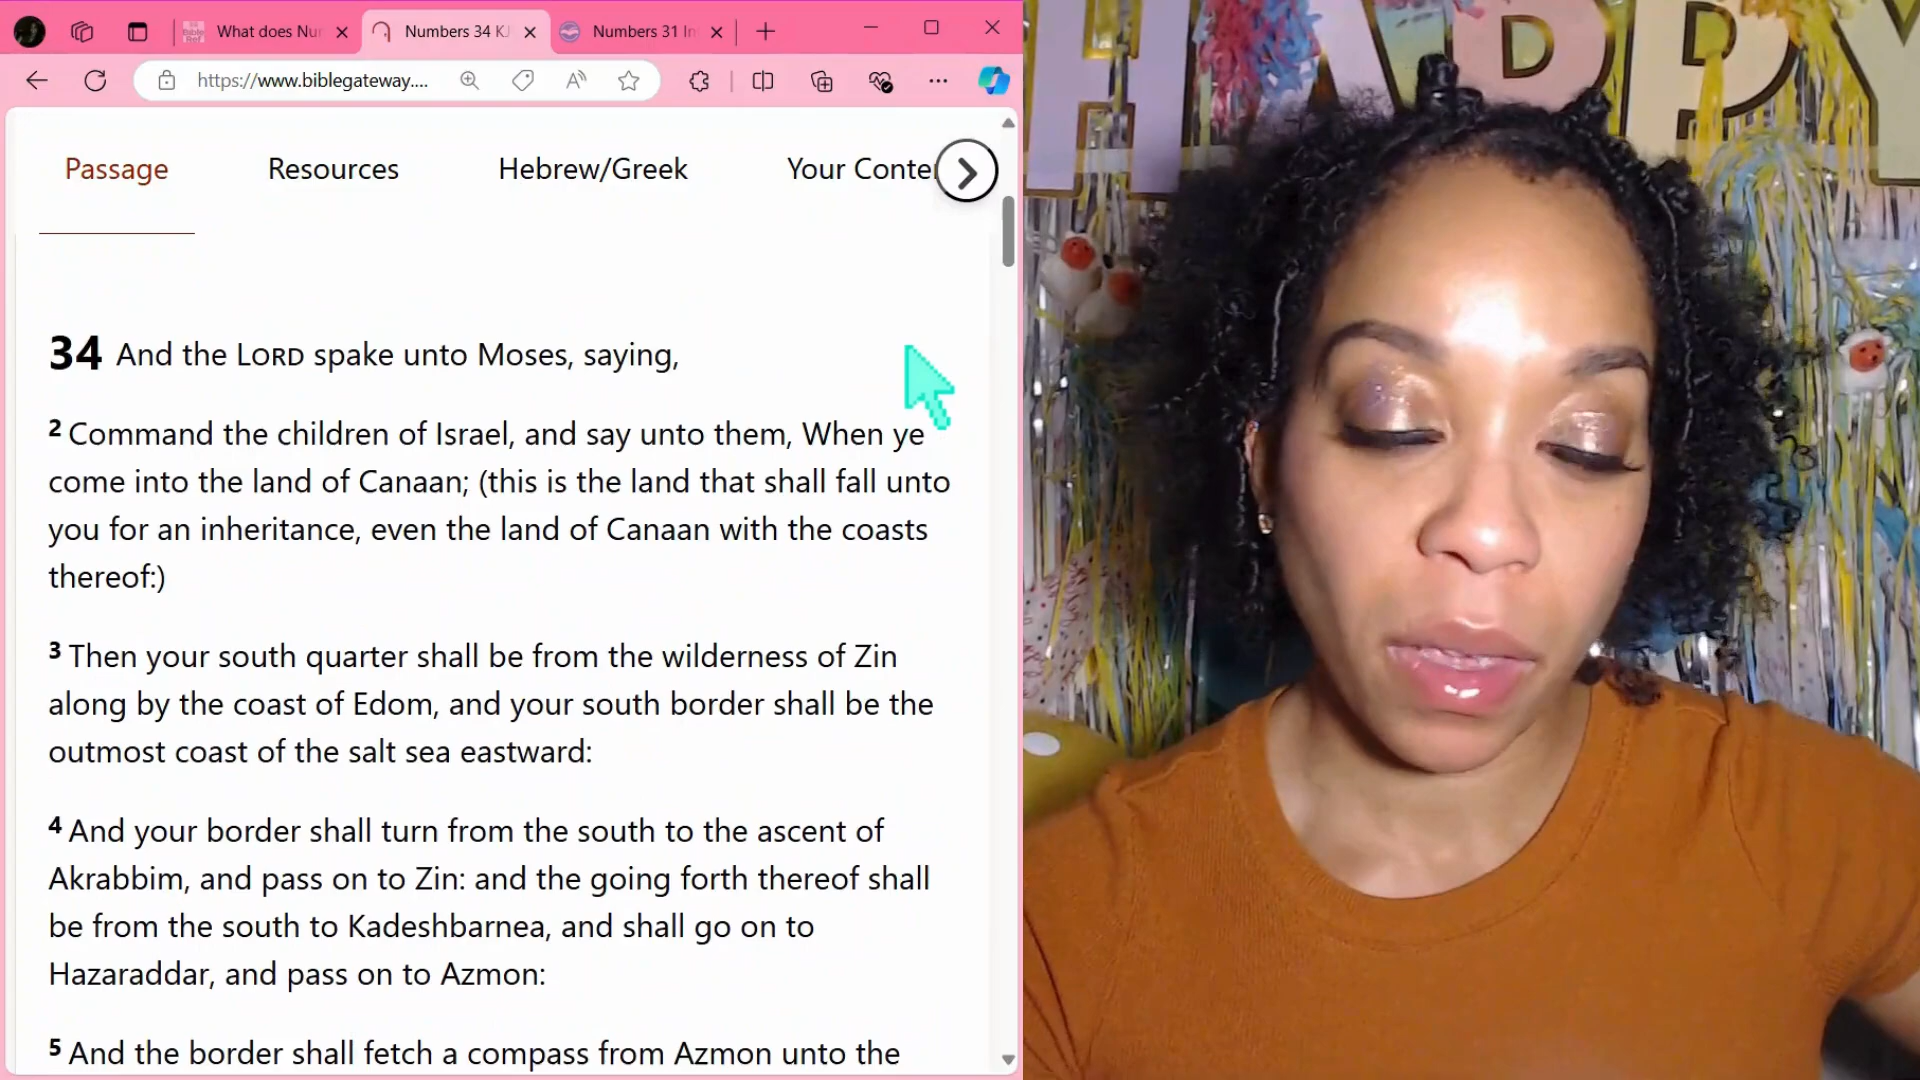 What does Nu
Numbers 34 K
Numbers 31 In
https://www.biblegateway....
Passage
Resources
Hebrew/Greek
Your Conte
34 And the LORD spake unto Moses, saying,
2 Command the children of Israel, and say unto them, When ye
come into the land of Canaan; (this is the land that shall fall unto
you for an inheritance, even the land of Canaan with the coasts
thereof:)
3 Then your south quarter shall be from the wilderness of Zin
along by the coast of Edom, and your south border shall be the
outmost coast of the salt sea eastward:
4 And your border shall turn from the south to the ascent of
Akrabbim, and pass on to Zin: and the going forth thereof shall
be from the south to Kadeshbarnea, and shall go on to
Hazaraddar, and pass on to Azmon:
5 And the border shall fetch a compass from Azmon unto the
HAPPY